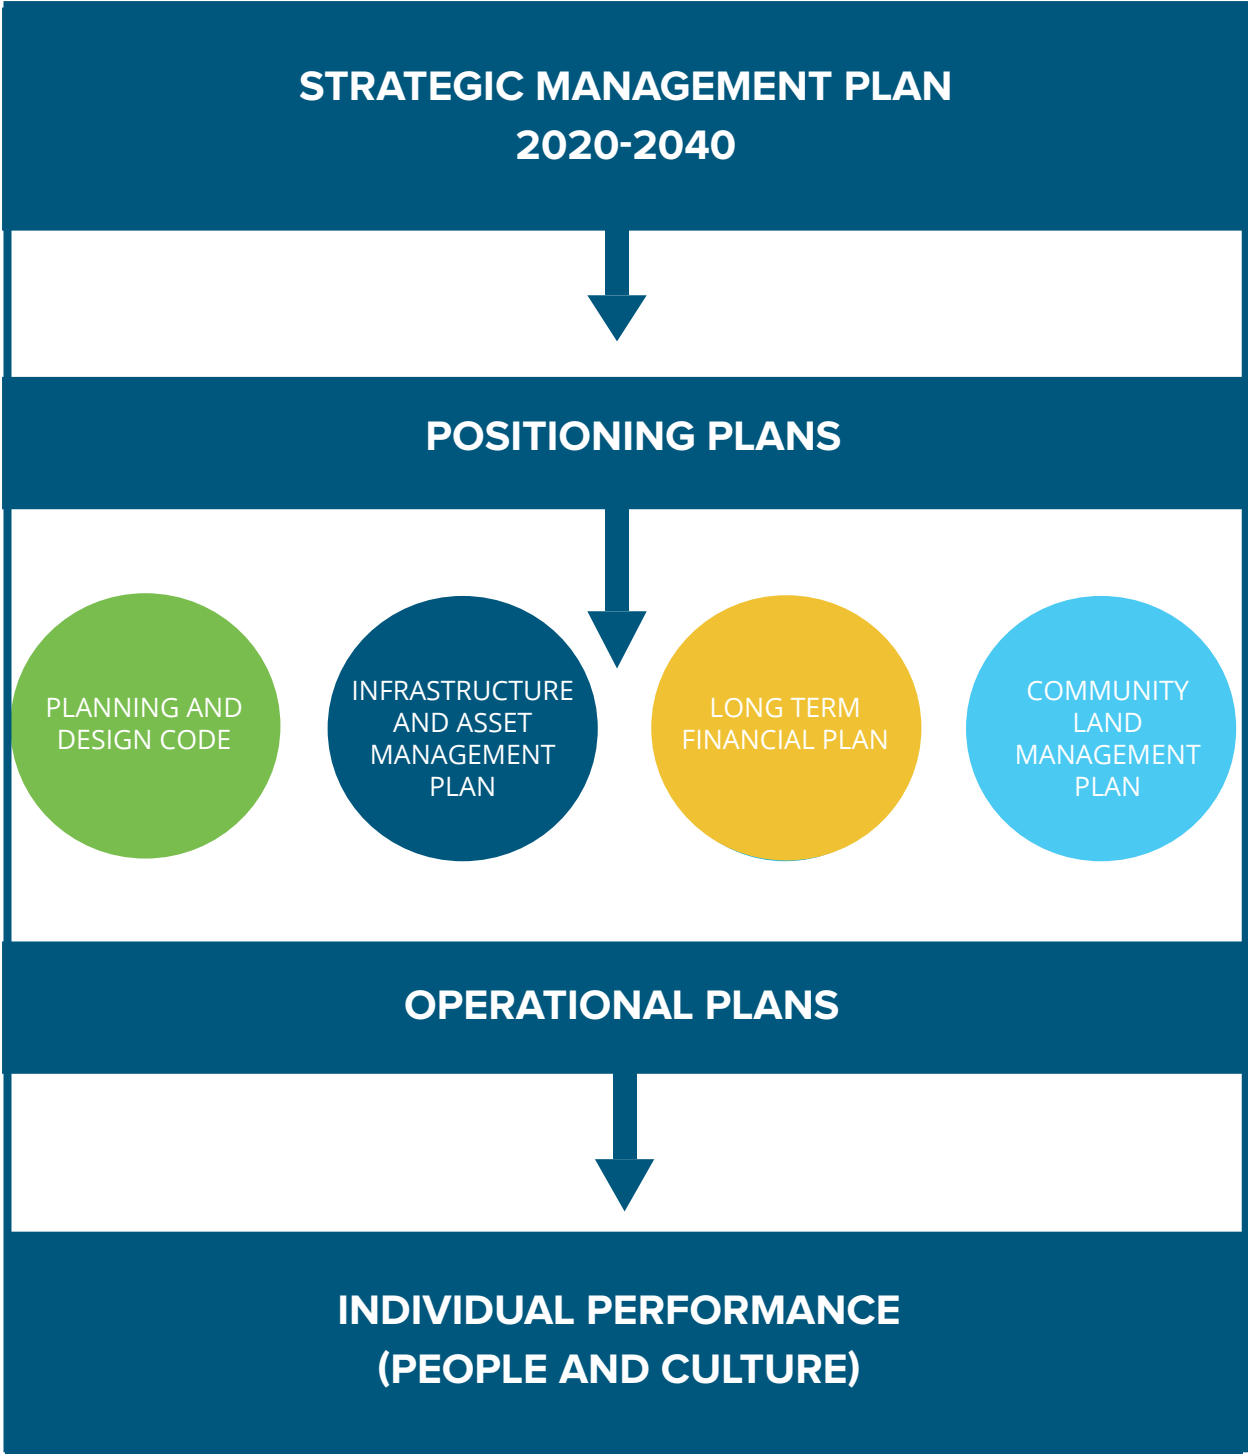 STRATEGIC MANAGEMENT PLAN
2020-2040
POSITIONING PLANS
PLANNING AND
DESIGN CODE
INFRASTRUCTURE
AND ASSET
MANAGEMENT
PLAN
LONG TERM
FINANCIAL PLAN
COMMUNITY
LAND
MANAGEMENT
PLAN
OPERATIONAL PLANS
INDIVIDUAL PERFORMANCE
(PEOPLE AND CULTURE)